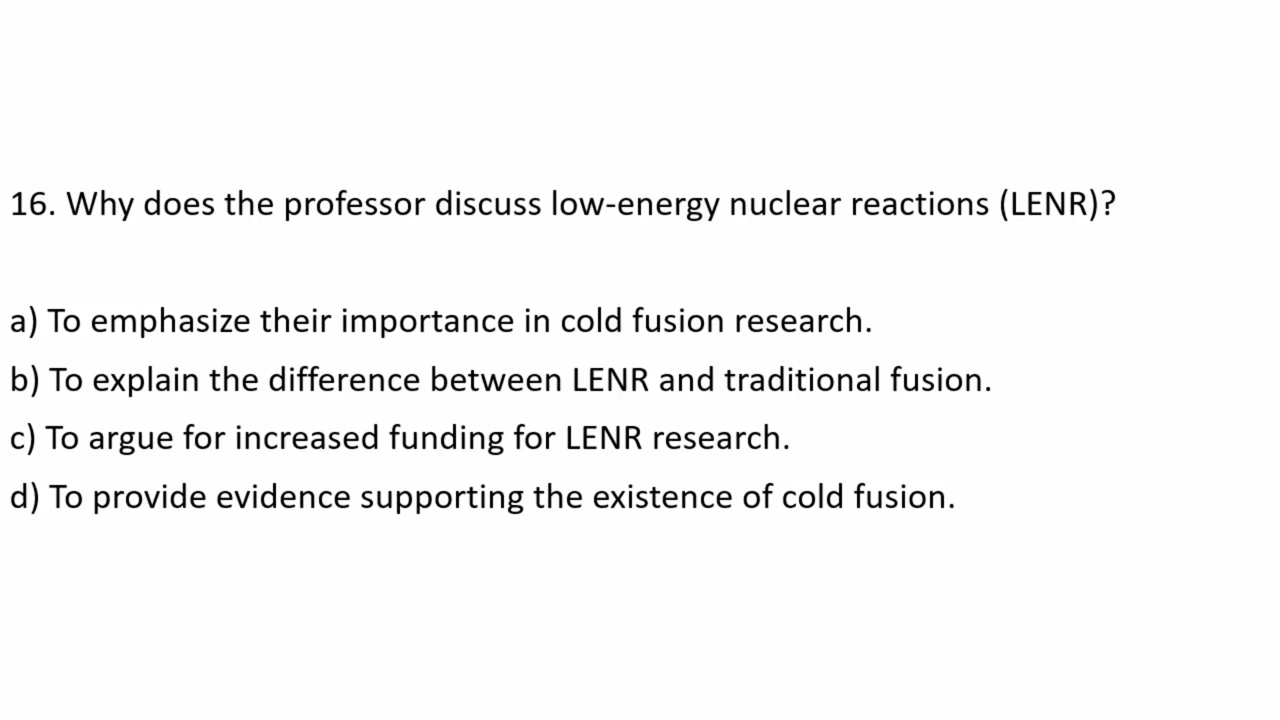 16. Why does the professor discuss low-energy nuclear reactions (LENR)?
a) To emphasize their importance in cold fusion research.
b) To explain the difference between LENR and traditional fusion.
c) To argue for increased funding for LENR research.
d) To provide evidence supporting the existence of cold fusion.